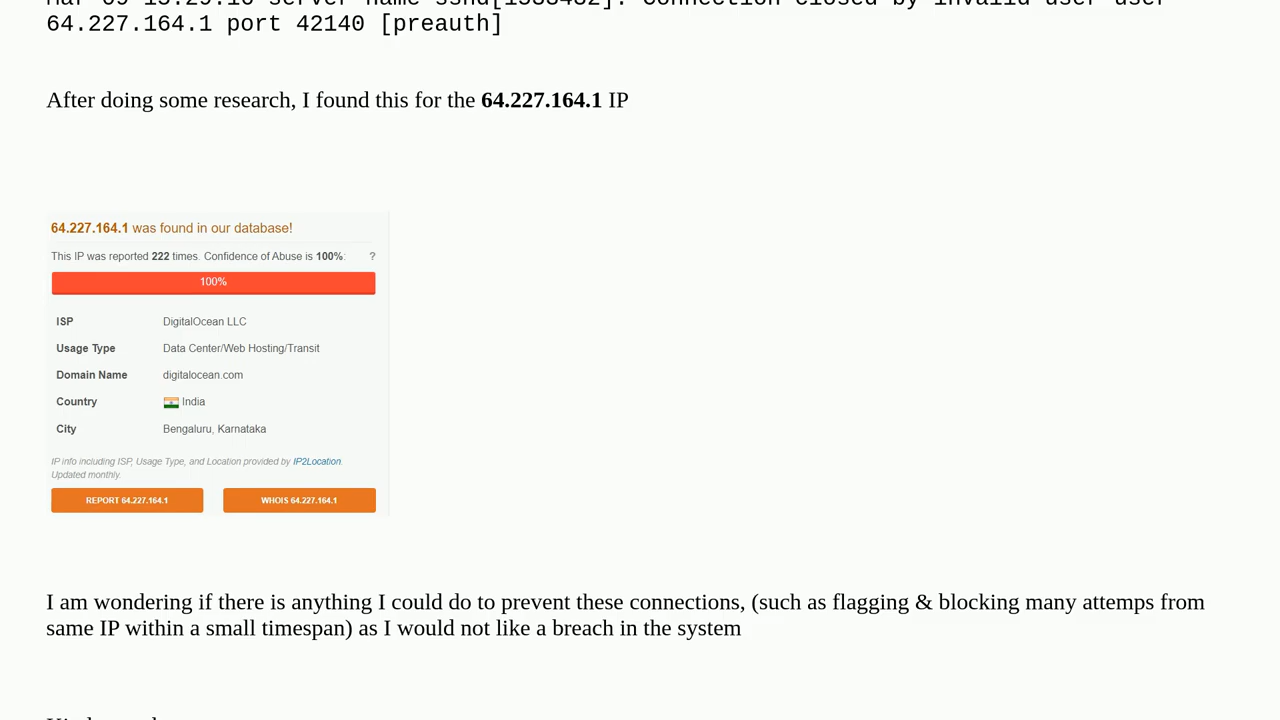 64.227.164.1 port 42140 [preauth]
After doing some research, I found this for the 64.227.164.1 IP
64.227.164.1 was found in our database!
This IP was reported 222 times. Confidence of Abuse is 100%: ?
100%
ISP DigitalOcean LLC
Usage Type Data Center/Web Hosting/Transit
Domain Name digitalocean.com
Country India
City Bengaluru, Karnataka
IP info including ISP, Usage Type, and Location provided by IP2Location.
Updated monthly.
REPORT 64.227.164.1 WHOIS 64.227.164.1
I am wondering if there is anything I could do to prevent these connections, (such as flagging & blocking many attemps from
same IP within a small timespan) as I would not like a breach in the system